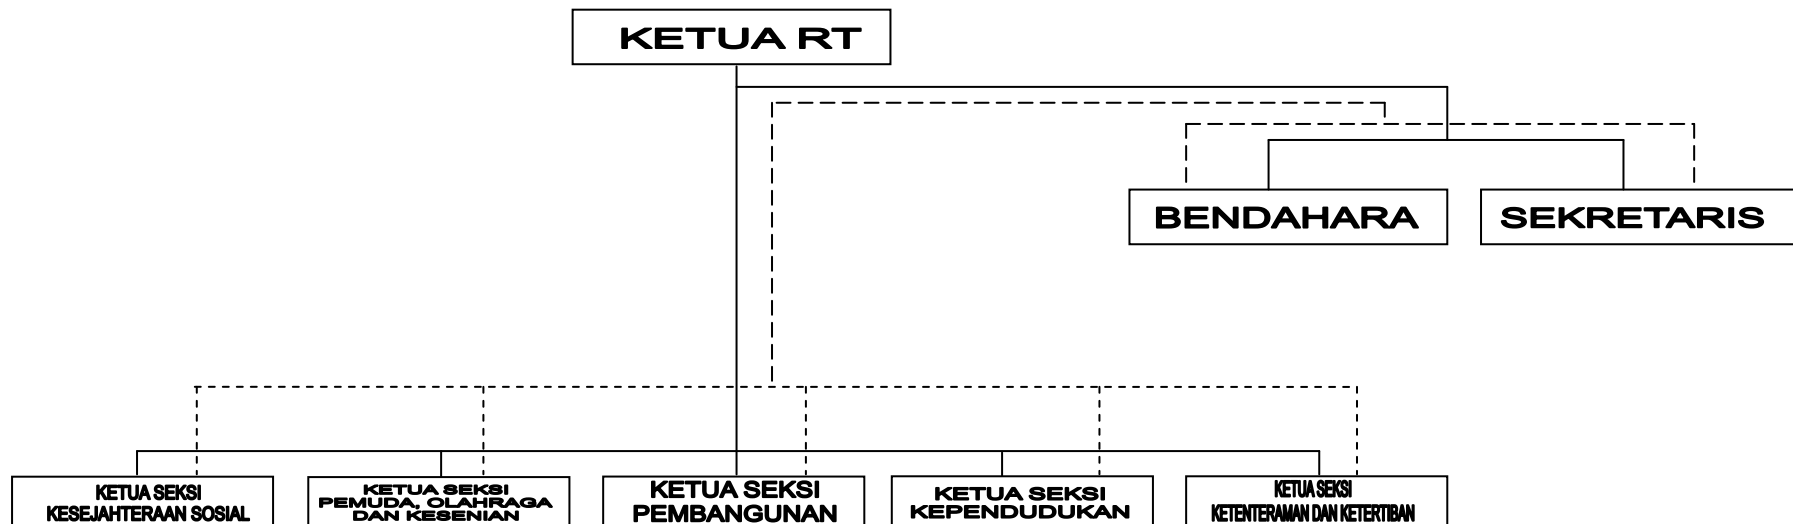 KETUA RT
BENDAHARA
SEKRETARIS
KETUA SEKSI
KESEJAHTERAAN SOSIAL
KETUA SEKSI
PEMUDA, OLAHRAGA
DAN KESENIAN
KETUA SEKSI
PEMBANGUNAN
KETUA SEKSI
KEPENDUDUKAN
KETUA SEKSI
KETENTERAMAN DAN KETERTIBAN